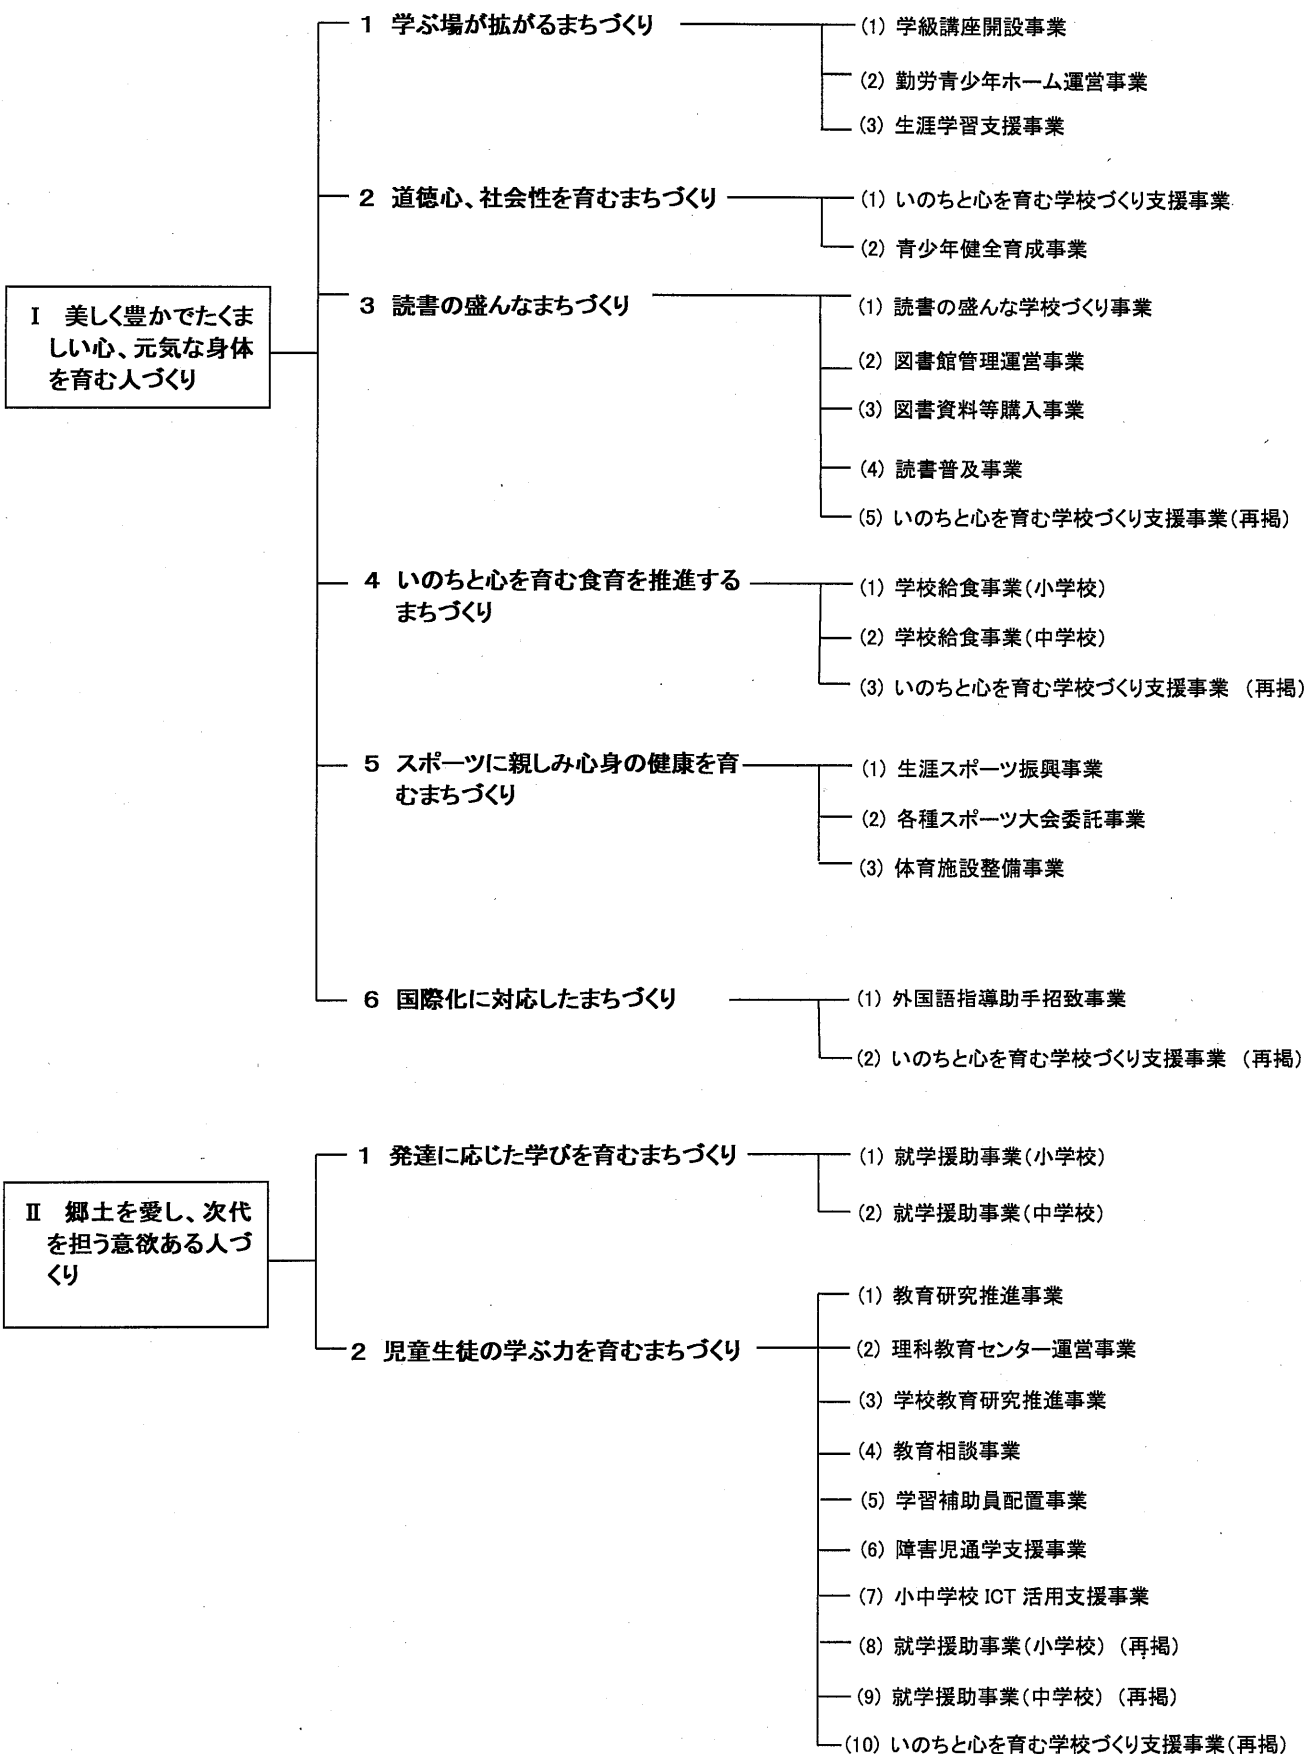 1 学ぶ場が拡がるまちづくり
(1) 学級講座開設事業
(2) 勤労青少年ホーム運営事業
(3) 生涯学習支援事業
2 道徳心、社会性を育むまちづくり
(1) いのちと心を育む学校づくり支援事業
(2) 青少年健全育成事業
Ⅰ 美しく豊かでたくま
しい心、元気な身体
を育む人づくり
3 読書の盛んなまちづくり
(1) 読書の盛んな学校づくり事業
(2) 図書館管理運営事業
(3) 図書資料等購入事業
(4) 読書普及事業
(5) いのちと心を育む学校づくり支援事業(再掲)
4 いのちと心を育む食育を推進する
まちづくり
(1) 学校給食事業(小学校)
(2) 学校給食事業(中学校)
(3) いのちと心を育む学校づくり支援事業 (再掲)
5 スポーツに親しみ心身の健康を育
むまちづくり
(1) 生涯スポーツ振興事業
(2) 各種スポーツ大会委託事業
(3) 体育施設整備事業
6 国際化に対応したまちづくり
(1) 外国語指導助手招致事業
(2) いのちと心を育む学校づくり支援事業 (再掲)
Ⅱ 郷土を愛し、次代
を担う意欲ある人づ
くり
1 発達に応じた学びを育むまちづくり
(1) 就学援助事業(小学校)
(2) 就学援助事業(中学校)
2 児童生徒の学ぶ力を育むまちづくり
(1) 教育研究推進事業
(2) 理科教育センター運営事業
(3) 学校教育研究推進事業
(4) 教育相談事業
(5) 学習補助員配置事業
(6) 障害児通学支援事業
(7) 小中学校 ICT 活用支援事業
(8) 就学援助事業(小学校) (再掲)
(9) 就学援助事業(中学校) (再掲)
(10) いのちと心を育む学校づくり支援事業(再掲)